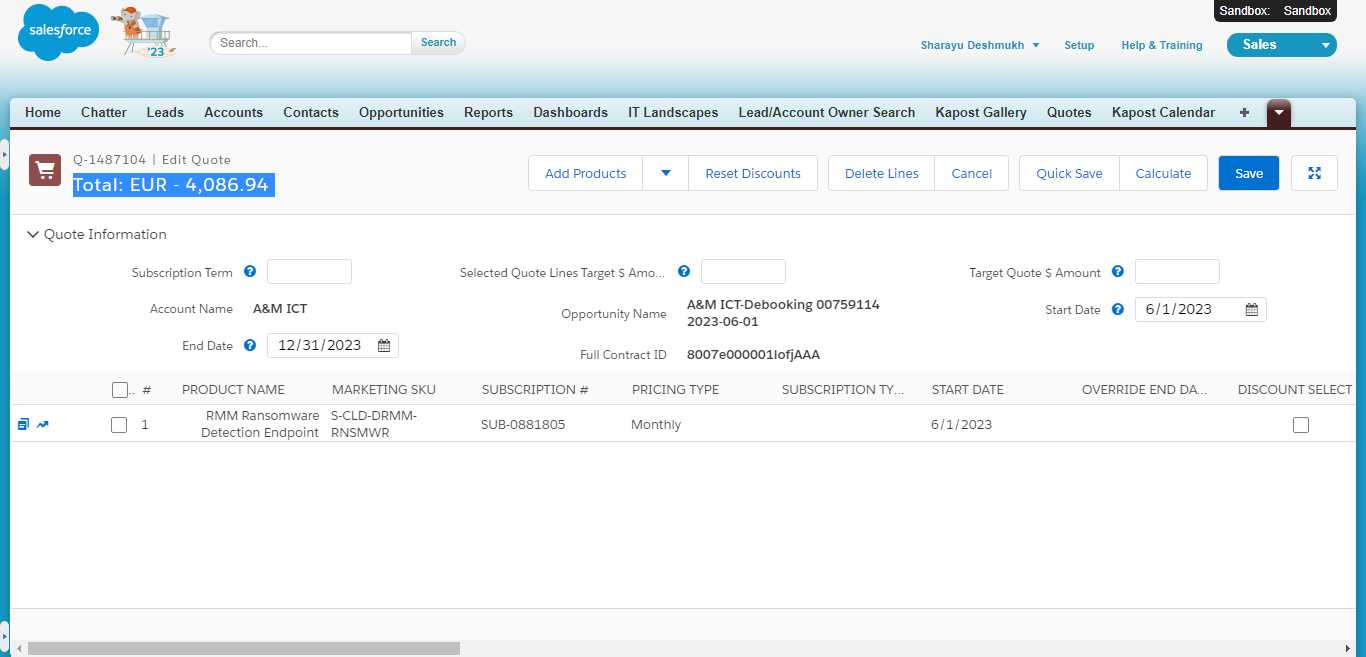 Sandbox: Sandbox
salesforce
'23
Search...
Search
Sharayu Deshmukh
Setup
Help & Training
Sales
Home
Chatter
Leads
Accounts
Contacts
Opportunities
Reports
Dashboards
IT Landscapes
Lead/Account Owner Search
Kapost Gallery
Quotes
Kapost Calendar
+
Q-1487104 | Edit Quote
Total: EUR - 4,086.94
Add Products
Reset Discounts
Delete Lines
Cancel
Quick Save
Calculate
Save
Quote Information
Subscription Term
Selected Quote Lines Target $ Amo...
Target Quote $ Amount
Account Name
A&M ICT
Opportunity Name
A&M ICT-Debooking 00759114
2023-06-01
Start Date
6/1/2023
End Date
12/31/2023
Full Contract ID
8007e000001IofjAAA
#
PRODUCT NAME
MARKETING SKU
SUBSCRIPTION #
PRICING TYPE
SUBSCRIPTION TY...
START DATE
OVERRIDE END DA...
DISCOUNT SELECT
1
RMM Ransomware
Detection Endpoint
S-CLD-DRMM-
RNSMWR
SUB-0881805
Monthly
6/1/2023